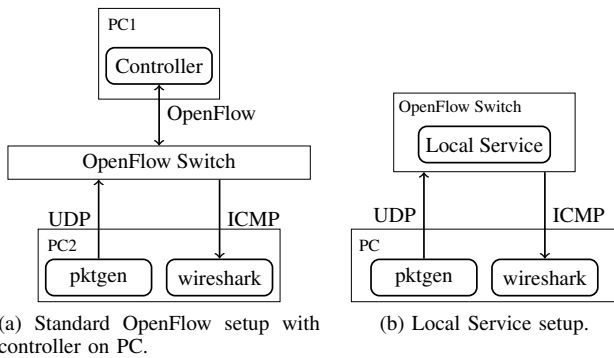 PC1
Controller
OpenFlow
OpenFlow Switch
UDP
ICMP
PC2
pktgen
wireshark
(a) Standard OpenFlow setup with
controller on PC.
OpenFlow Switch
Local Service
UDP
ICMP
PC
pktgen
wireshark
(b) Local Service setup.